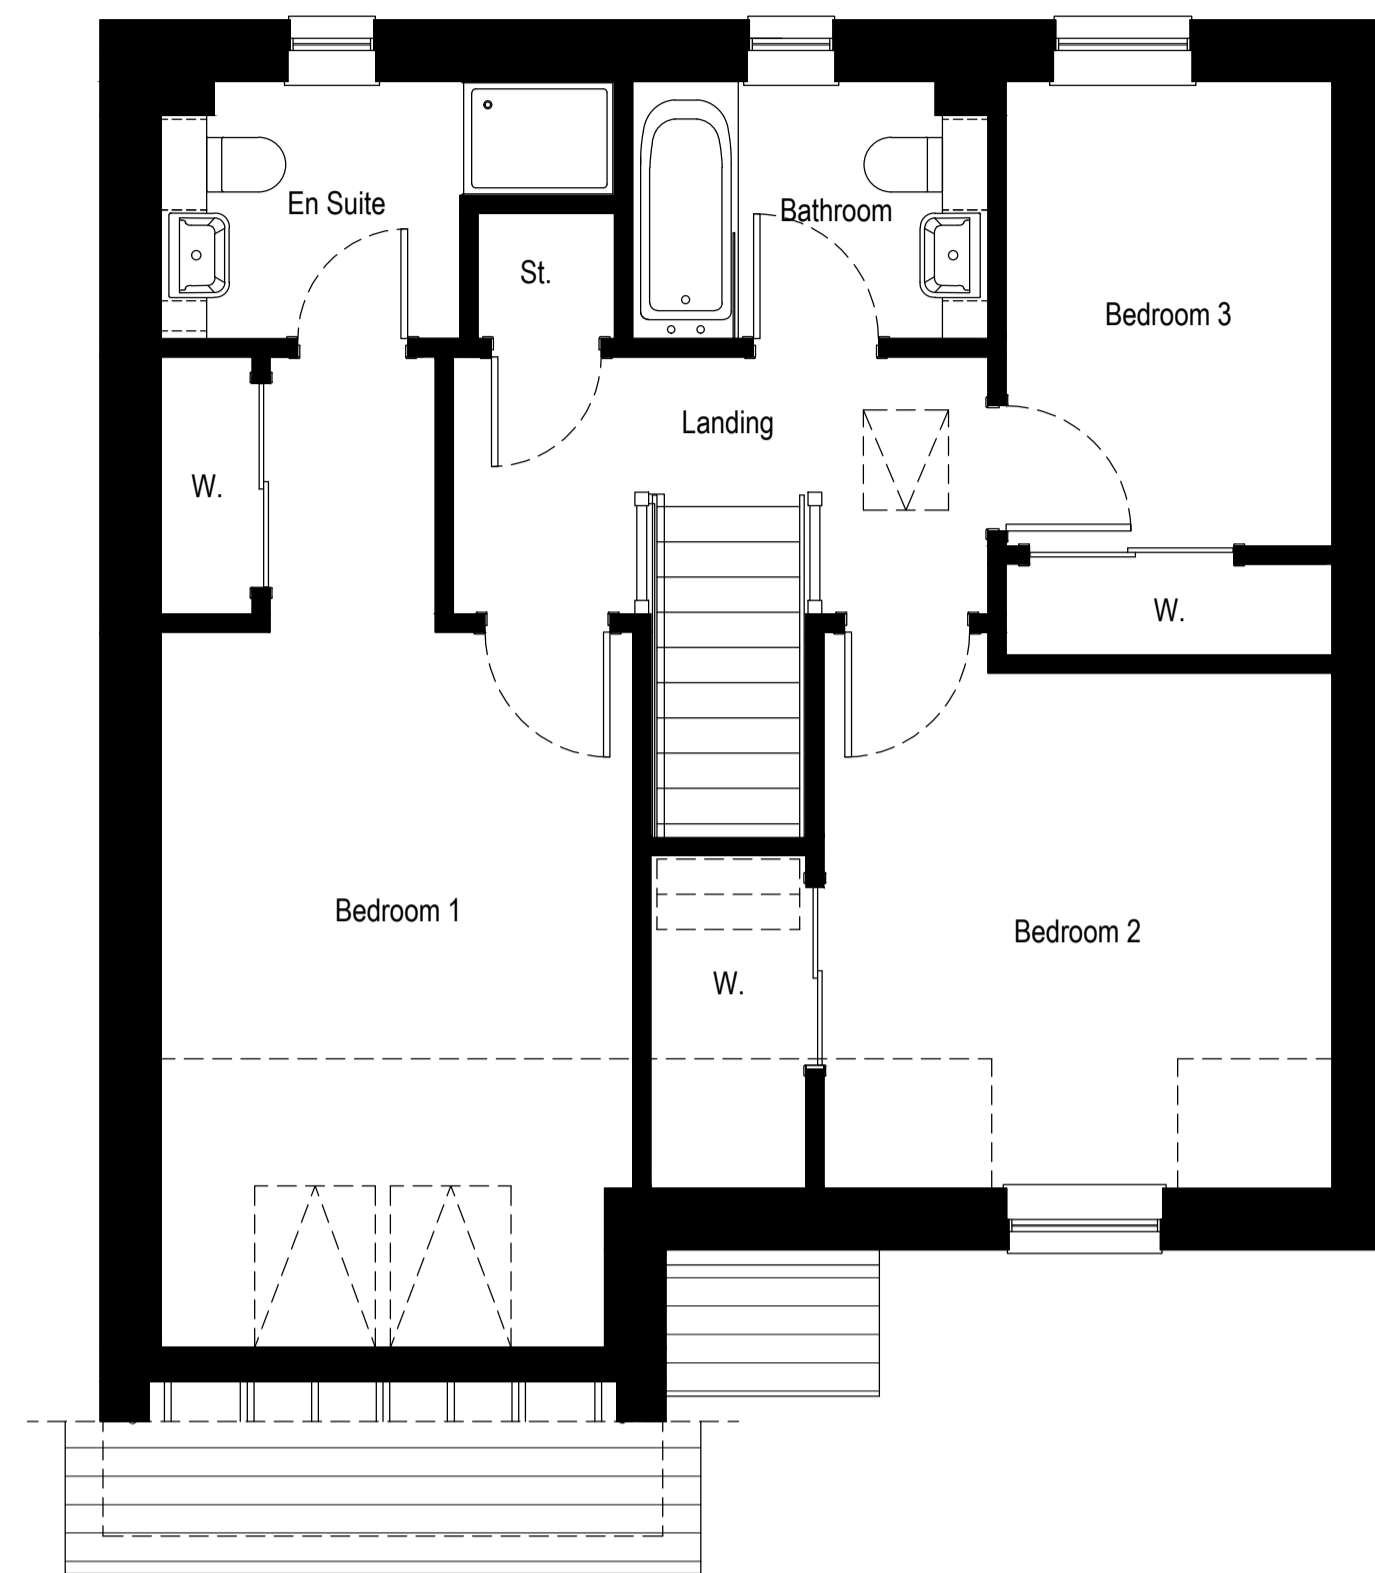 En Suite
Bathroom
St.
Bedroom 3
Landing
W.
W.
Bedroom 1
Bedroom 2
W.